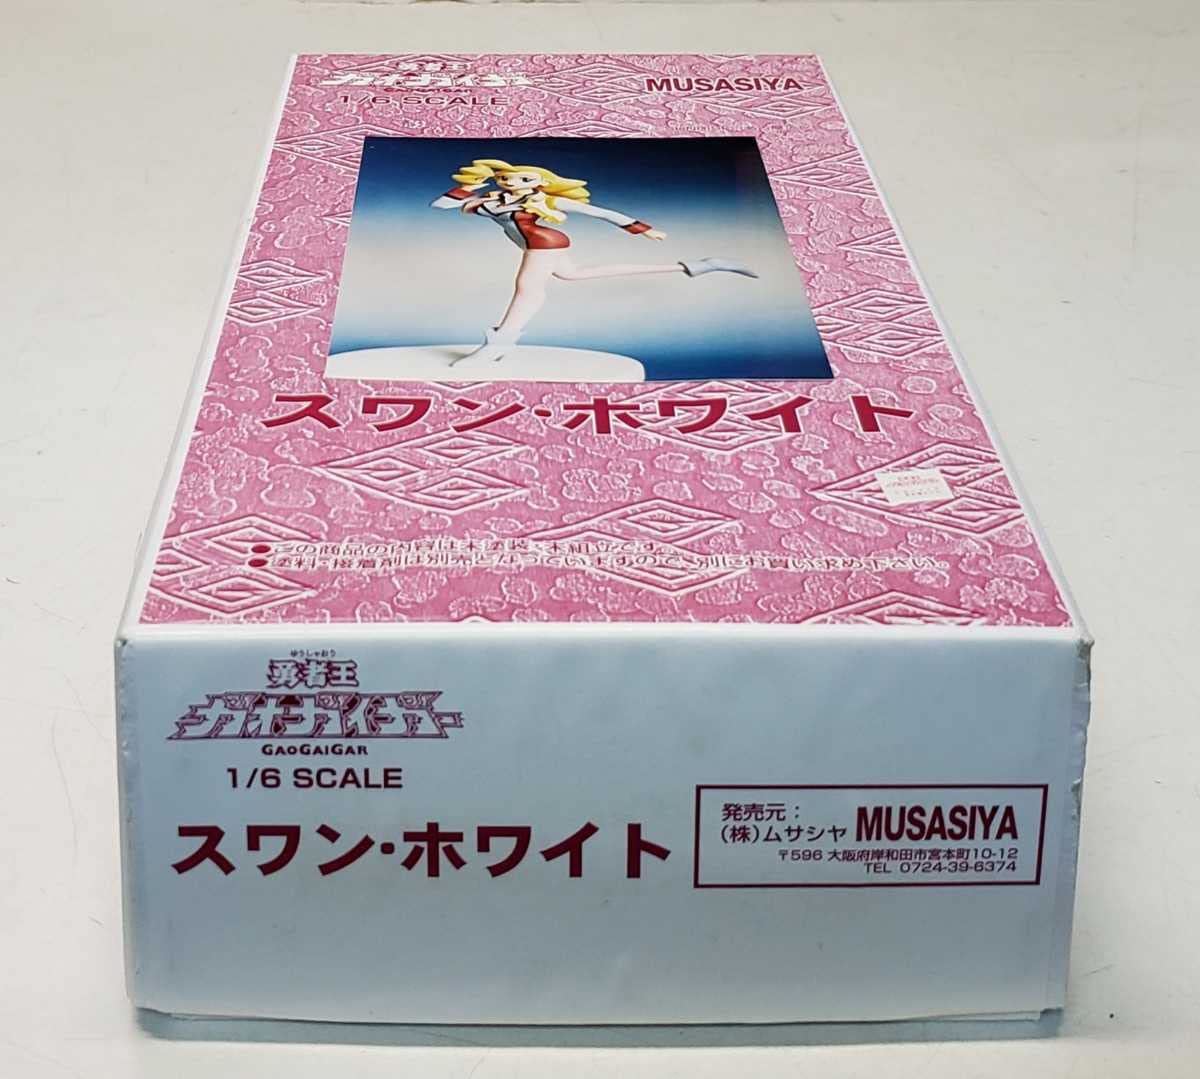 勇者王
ガオガイガー
GAOGAIGAR
1/6 SCALE
MUSASIYA
スワン・ホワイト
●この商品の内容は未塗装・未組立です。
●塗料・接着剤は別売となっていますので、別にお買い求め下さい。
ゆうしゃおう
勇者王
ガオガイガー
GAOGAIGAR
1/6 SCALE
スワン・ホワイト
発売元:
(株)ムサシヤ MUSASIYA
〒596 大阪府岸和田市宮本町10-12
TEL 0724-39-6374